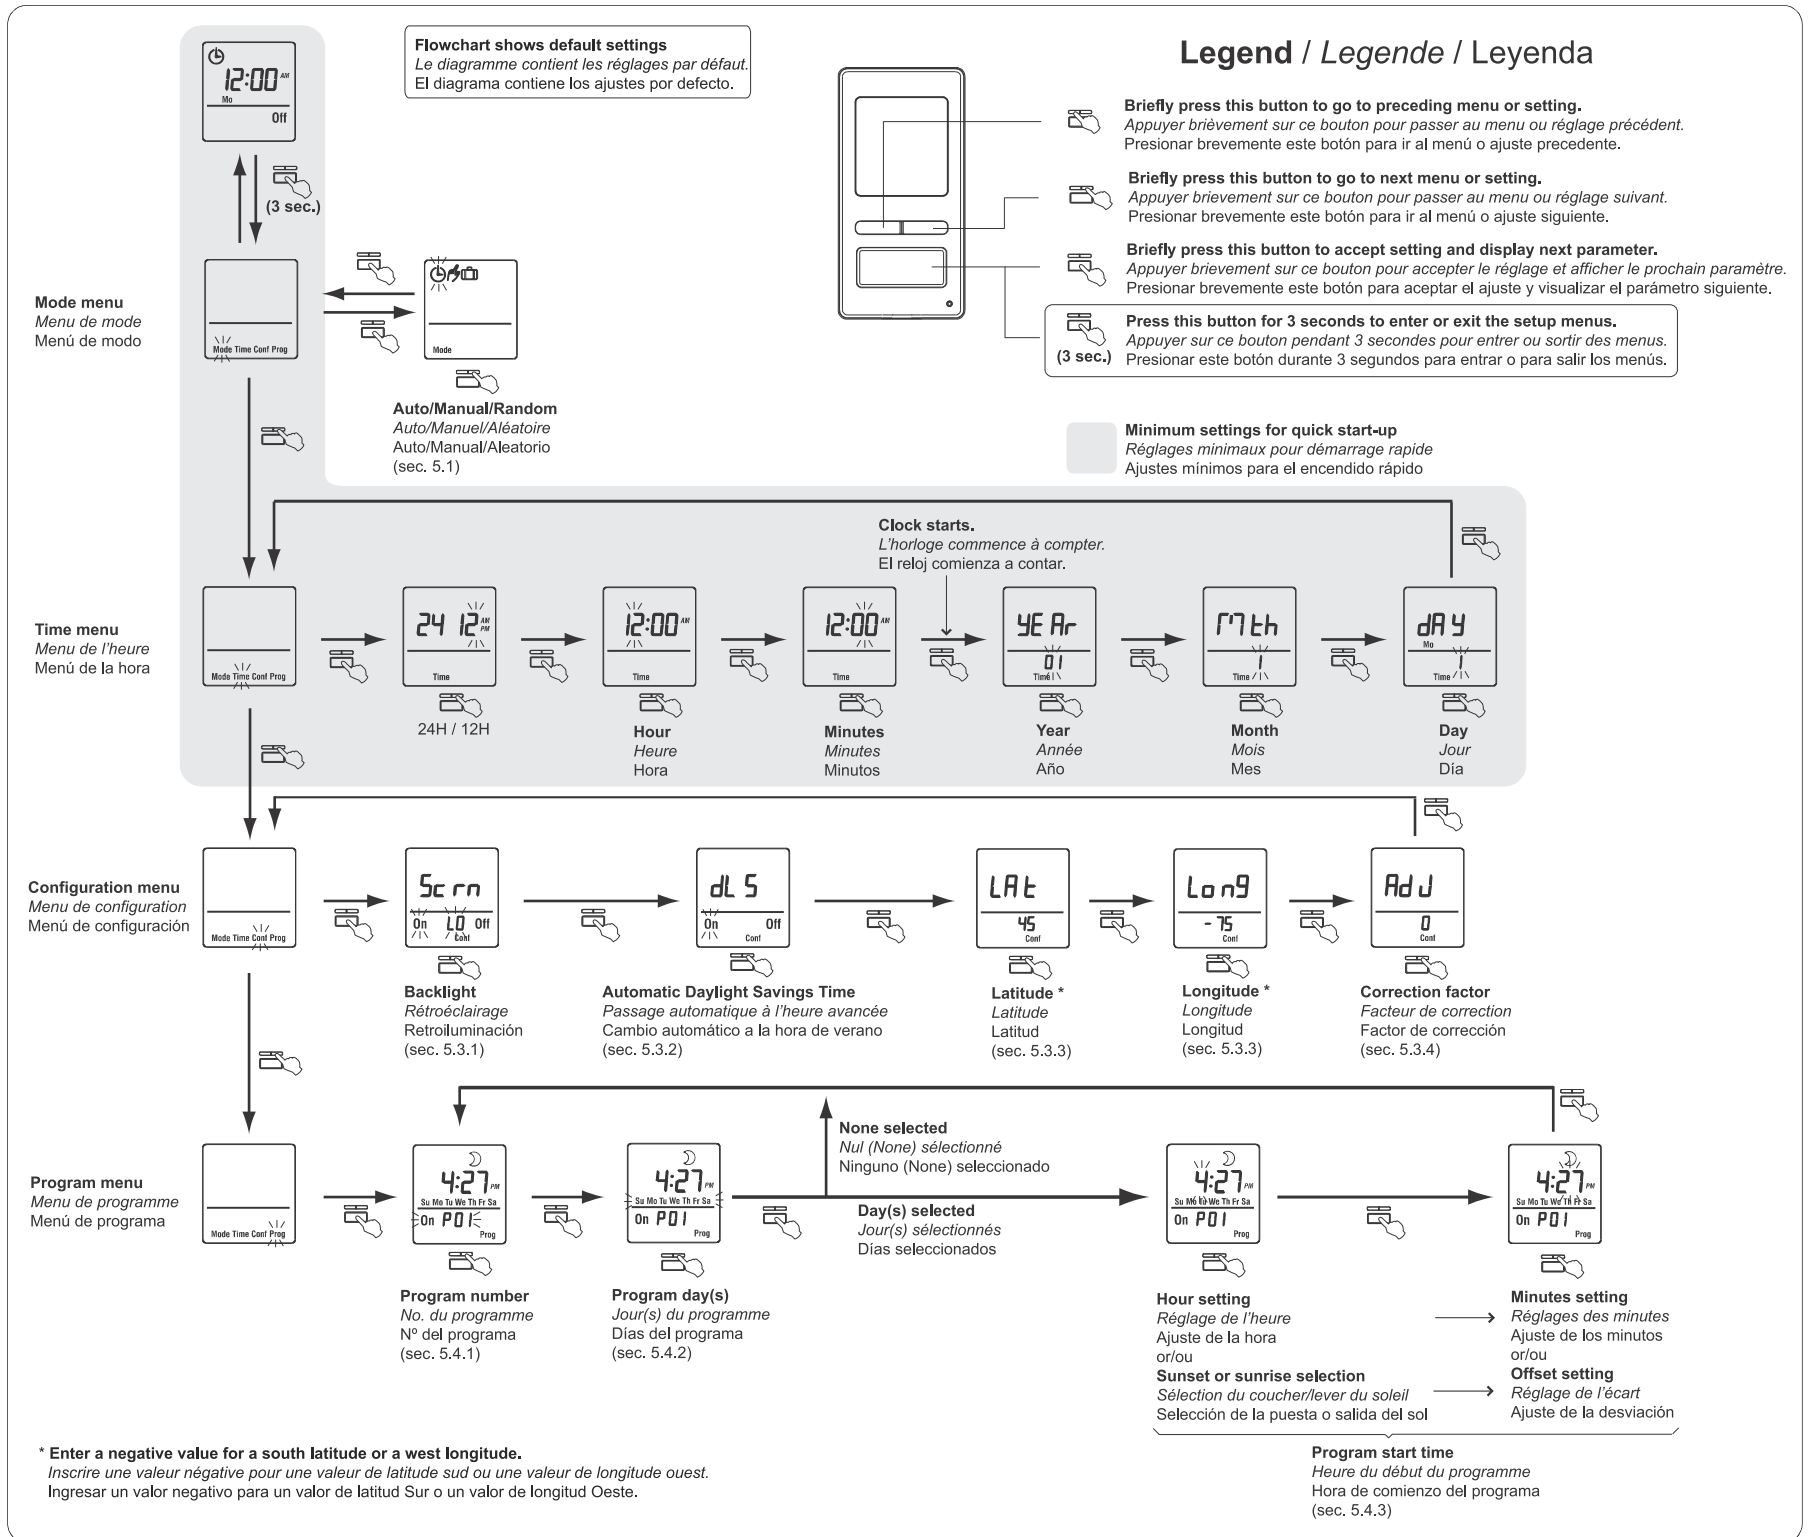 Flowchart shows default settings
Le diagramme contient les réglages par défaut.
El diagrama contiene los ajustes por defecto.
Legend / Legende / Leyenda
Briefly press this button to go to preceding menu or setting.
Appuyer brièvement sur ce bouton pour passer au menu ou réglage précédent.
Presionar brevemente este botón para ir al menú o ajuste precedente.
Briefly press this button to go to next menu or setting.
Appuyer brievement sur ce bouton pour passer au menu ou réglage suivant.
Presionar brevemente este botón para ir al menú o ajuste siguiente.
Briefly press this button to accept setting and display next parameter.
Appuyer brievement sur ce bouton pour accepter le réglage et afficher le prochain paramètre.
Presionar brevemente este botón para aceptar el ajuste y visualizar el parámetro siguiente.
(3 sec.)
Press this button for 3 seconds to enter or exit the setup menus.
Appuyer sur ce bouton pendant 3 secondes pour entrer ou sortir des menus.
Presionar este botón durante 3 segundos para entrar o para salir los menús.
Minimum settings for quick start-up
Réglages minimaux pour démarrage rapide
Ajustes mínimos para el encendido rápido
12:00 AM
Mo
Off
(3 sec.)
Mode menu
Menu de mode
Menú de modo
Mode Time Conf Prog
Mode
Auto/Manual/Random
Auto/Manuel/Aléatoire
Auto/Manual/Aleatorio
(sec. 5.1)
Clock starts.
L'horloge commence à compter.
El reloj comienza a contar.
Time menu
Menu de l'heure
Menú de la hora
Mode Time Conf Prog
24 12 AM PM
Time
24H / 12H
12:00 AM
Time
Hour
Heure
Hora
12:00 AM
Time
Minutes
Minutes
Minutos
YEAr
01
Time
Year
Année
Año
Mth
1
Time
Month
Mois
Mes
dAY
Mo
1
Time
Day
Jour
Día
Configuration menu
Menu de configuration
Menú de configuración
Mode Time Conf Prog
Scrn
On LO Off
Conf
Backlight
Rétroéclairage
Retroiluminación
(sec. 5.3.1)
dLS
On Off
Conf
Automatic Daylight Savings Time
Passage automatique à l'heure avancée
Cambio automático a la hora de verano
(sec. 5.3.2)
LAt
45
Conf
Latitude *
Latitude
Latitud
(sec. 5.3.3)
Long
- 75
Conf
Longitude *
Longitude
Longitud
(sec. 5.3.3)
AdJ
0
Conf
Correction factor
Facteur de correction
Factor de corrección
(sec. 5.3.4)
Program menu
Menu de programme
Menú de programa
Mode Time Conf Prog
4:27 PM
Su Mo Tu We Th Fr Sa
On P01
Prog
Program number
No. du programme
Nº del programa
(sec. 5.4.1)
4:27 PM
Su Mo Tu We Th Fr Sa
On P01
Prog
Program day(s)
Jour(s) du programme
Días del programa
(sec. 5.4.2)
None selected
Nul (None) sélectionné
Ninguno (None) seleccionado
Day(s) selected
Jour(s) sélectionnés
Días seleccionados
4:27 PM
Su Mo Tu We Th Fr Sa
On P01
Prog
Hour setting
Réglage de l'heure
Ajuste de la hora
or/ou
Sunset or sunrise selection
Sélection du coucher/lever du soleil
Selección de la puesta o salida del sol
4:27 PM
Su Mo Tu We Th Fr Sa
On P01
Prog
Minutes setting
Réglages des minutes
Ajuste de los minutos
or/ou
Offset setting
Réglage de l'écart
Ajuste de la desviación
Program start time
Heure du début du programme
Hora de comienzo del programa
(sec. 5.4.3)
* Enter a negative value for a south latitude or a west longitude.
Inscrire une valeur négative pour une valeur de latitude sud ou une valeur de longitude ouest.
Ingresar un valor negativo para un valor de latitud Sur o un valor de longitud Oeste.